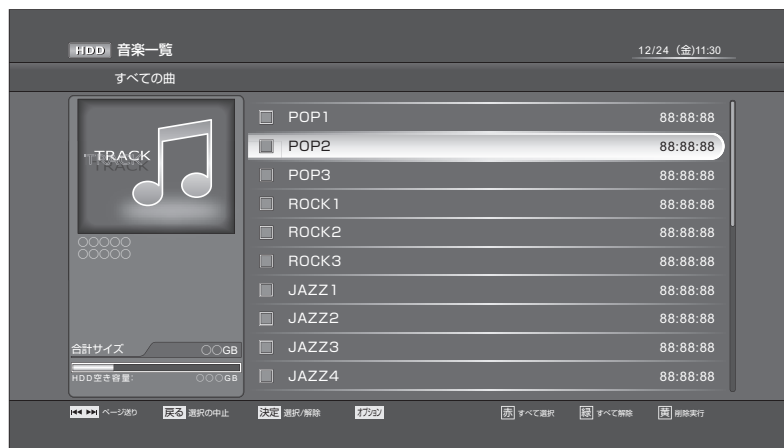 HDD 音楽一覧
12/24 (金)11:30
すべての曲
TRACK
TRACK
○○○○○
○○○○○
合計サイズ ○○GB
HDD空き容量: ○○○GB
POP1 88:88:88
POP2 88:88:88
POP3 88:88:88
ROCK1 88:88:88
ROCK2 88:88:88
ROCK3 88:88:88
JAZZ1 88:88:88
JAZZ2 88:88:88
JAZZ3 88:88:88
JAZZ4 88:88:88
ページ送り 戻る 選択の中止 決定 選択/解除 オプション 赤 すべて選択 緑 すべて解除 黄 削除実行